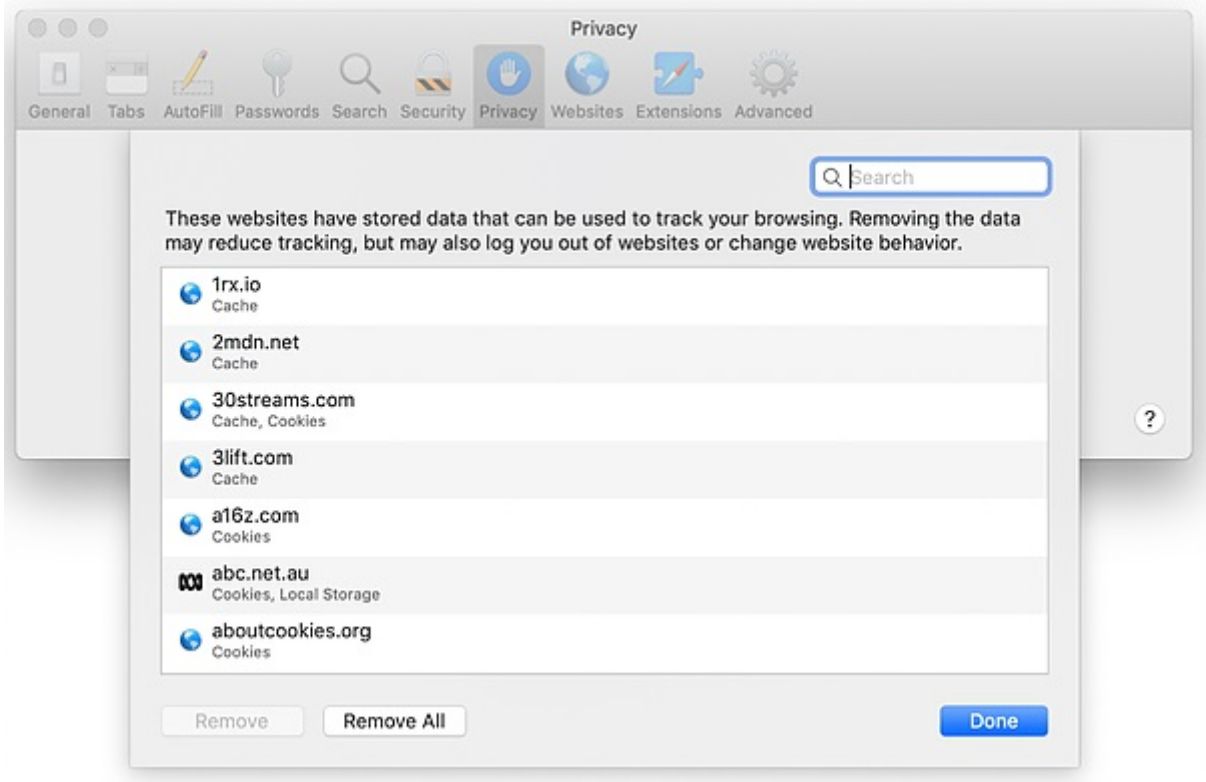 Privacy
General Tabs AutoFill Passwords Search Security Privacy Websites Extensions Advanced
Search
These websites have stored data that can be used to track your browsing. Removing the data
may reduce tracking, but may also log you out of websites or change website behavior.
1rx.io
Cache
2mdn.net
Cache
30streams.com
Cache, Cookies
3lift.com
Cache
a16z.com
Cookies
abc.net.au
Cookies, Local Storage
aboutcookies.org
Cookies
?
Remove Remove All Done